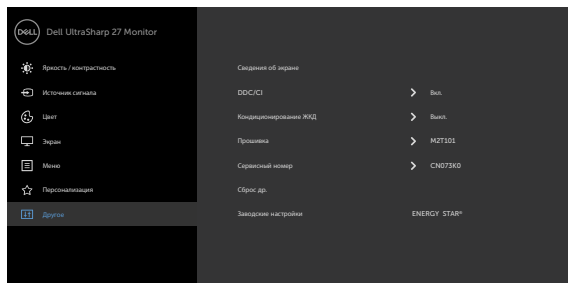 DELL Dell UltraSharp 27 Monitor
Яркость / контрастность
Сведения об экране
Источник сигнала
DDC/CI Вкл.
Цвет
Кондиционирование ЖКД Выкл.
Экран
Прошивка M2T101
Меню
Сервисный номер CN073K0
Персонализация
Сброс др.
Другое
Заводские настройки ENERGY STAR®